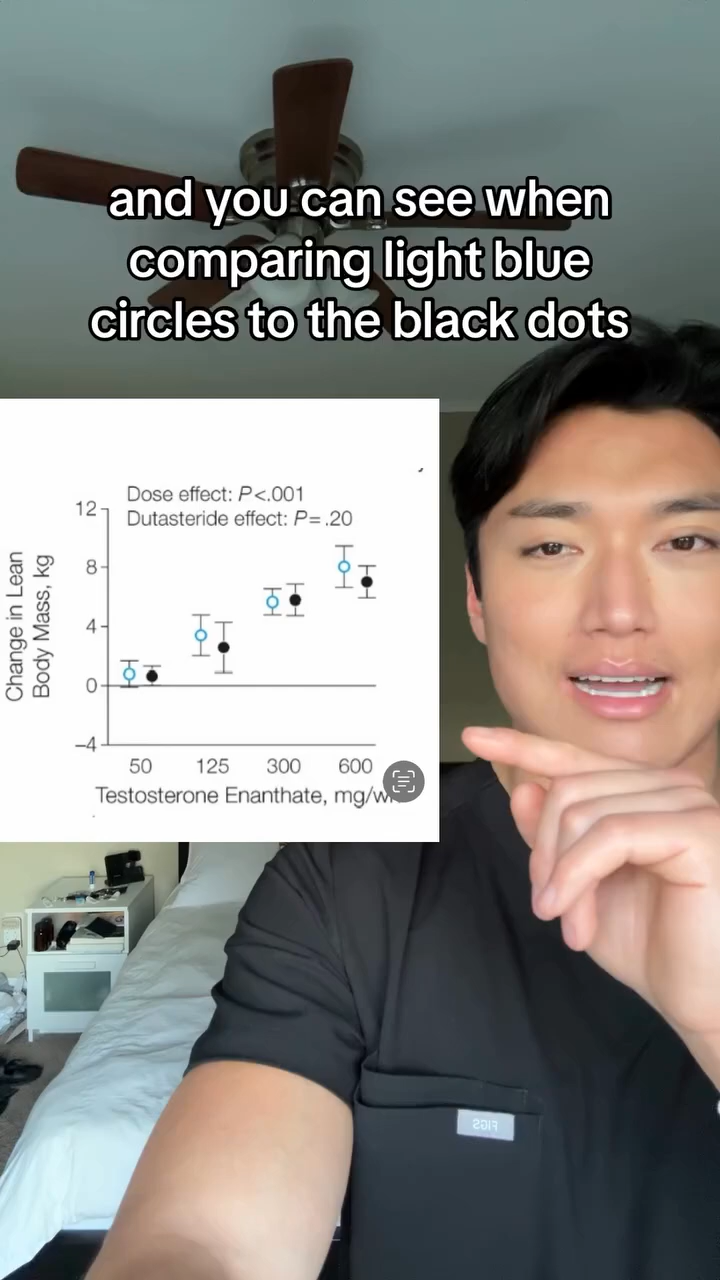 and you can see when
comparing light blue
circles to the black dots
Dose effect: P<.001
Dutasteride effect: P=.20
12
8
4
0
–4
Change in Lean
Body Mass, kg
50 125 300 600
Testosterone Enanthate, mg/w
FIGS